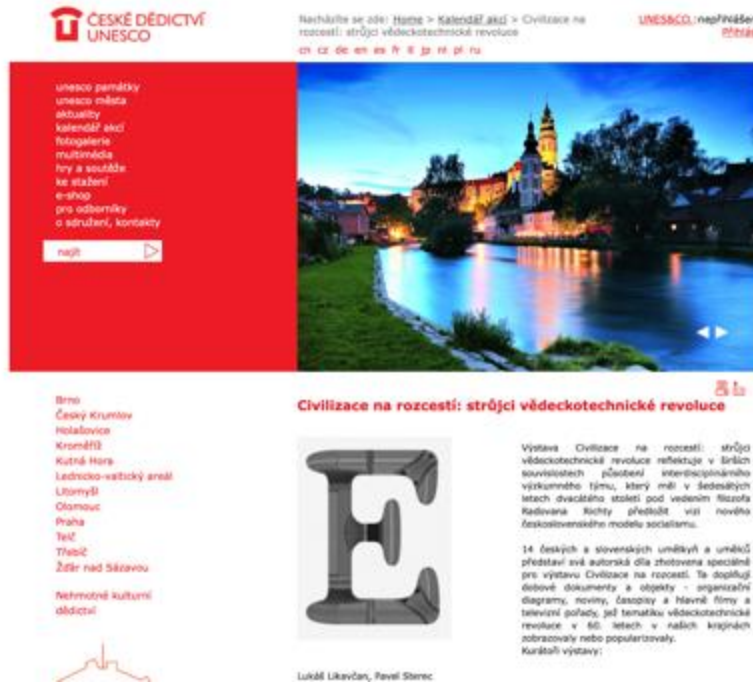 ČESKÉ DĚDICTVÍ
UNESCO
Nacházíte se zde: Home > Kalendář akcí > Civilizace na
rozcestí: strůjci vědeckotechnické revoluce
cn cz de en es fr it jp nl pl ru
UNES&CO
unesco památky
unesco města
aktuality
kalendář akcí
fotogalerie
multimédia
hry a soutěže
ke stažení
e-shop
pro odborníky
o sdružení, kontakty
najít
Brno
Český Krumlov
Holašovice
Kroměříž
Kutná Hora
Lednicko-valtický areál
Litomyšl
Olomouc
Praha
Telč
Třebíč
Žďár nad Sázavou
Nehmotné kulturní
dědictví
Civilizace na rozcestí: strůjci vědeckotechnické revoluce
E
Výstava Civilizace na rozcestí: strůjci
vědeckotechnické revoluce reflektuje v širších
souvislostech působení interdisciplinárního
výzkumného týmu, který měl v šedesátých
letech dvacátého století pod vedením filozofa
Radovana Richty předložit vizi nového
československého modelu socialismu.
14 českých a slovenských umělkyň a umělců
představí svá autorská díla zhotovena speciálně
pro výstavu Civilizace na rozcestí. Ta doplňují
dobové dokumenty a objekty - organizační
diagramy, noviny, časopisy a hlavně filmy a
televizní pořady, jež tematiku vědeckotechnické
revoluce v 60. letech v našich krajinách
zobrazovaly nebo popularizovaly.
Kurátoři výstavy:
Lukáš Likavčan, Pavel Sterec